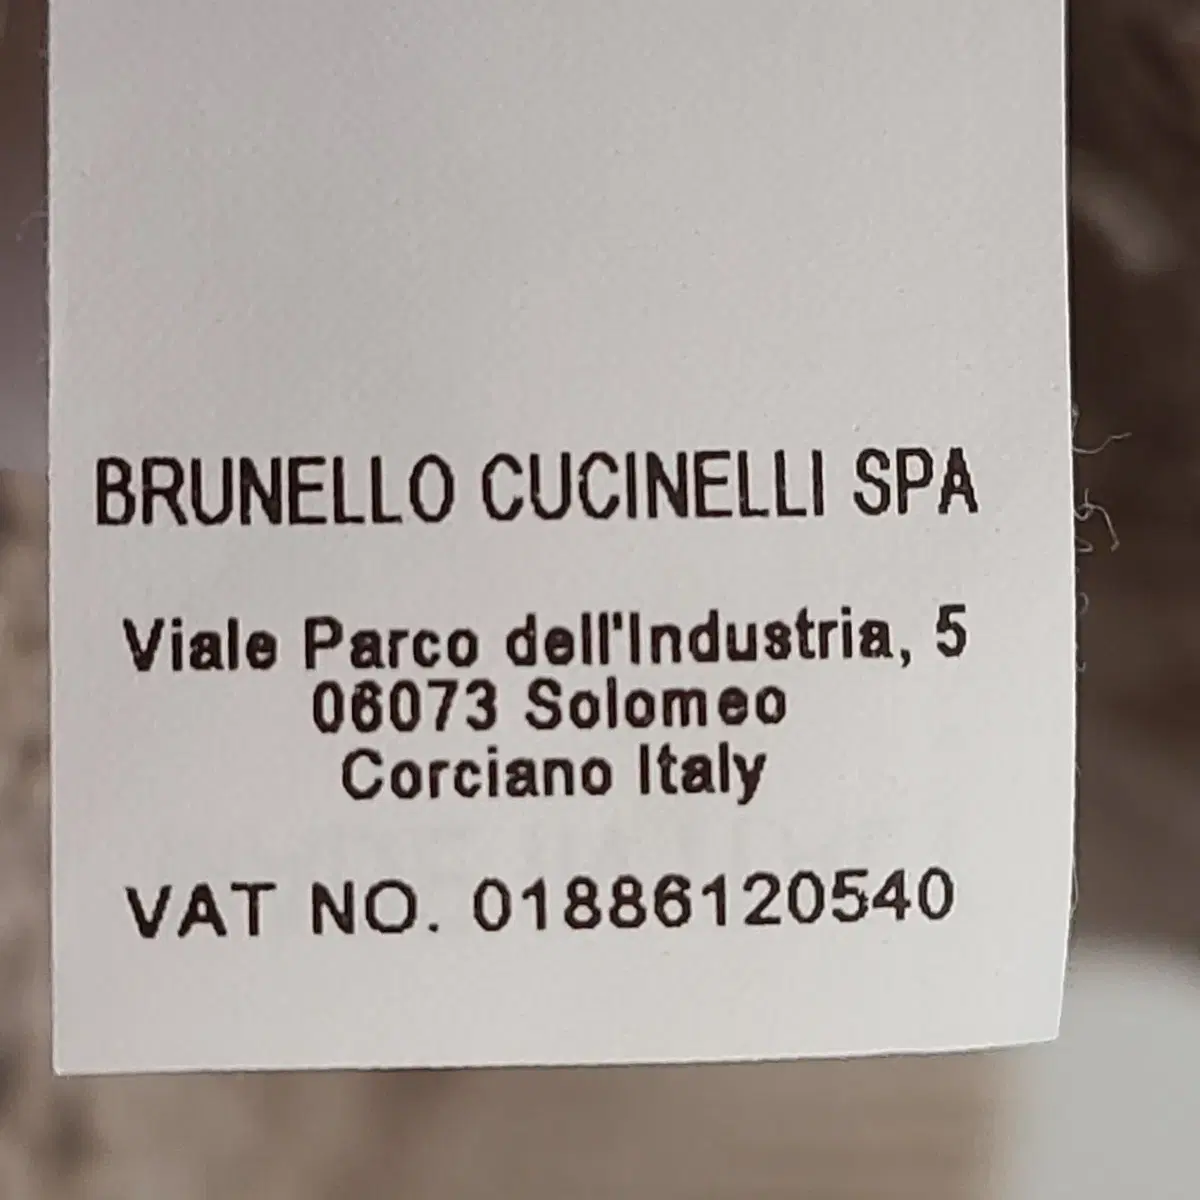 BRUNELLO CUCINELLI SPA
Viale Parco dell'Industria, 5
06073 Solomeo
Corciano Italy
VAT NO. 01886120540